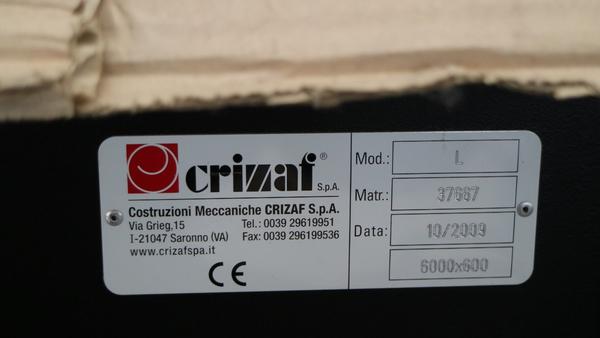 crizaf® S.p.A.
Costruzioni Meccaniche CRIZAF S.p.A.
Via Grieg,15 Tel.: 0039 29619951
I-21047 Saronno (VA) Fax: 0039 296199536
www.crizafspa.it
CE
Mod.: L
Matr.: 37667
Data: 10/2009
6000x600